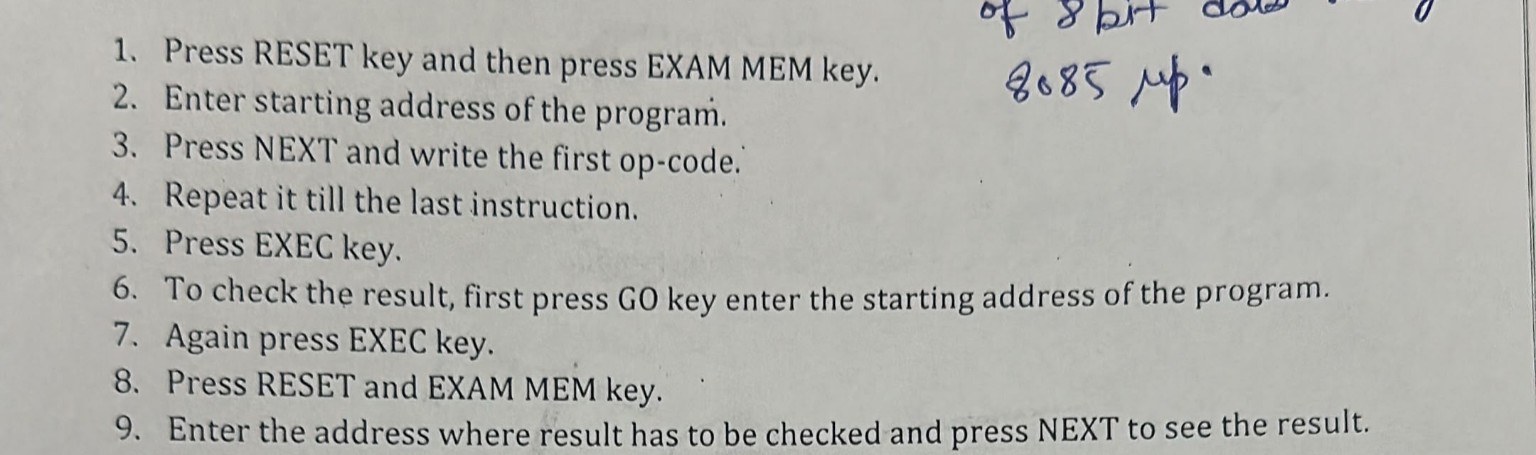 of 8 bit data
8085 μp.
1. Press RESET key and then press EXAM MEM key.
2. Enter starting address of the program.
3. Press NEXT and write the first op-code.
4. Repeat it till the last instruction.
5. Press EXEC key.
6. To check the result, first press GO key enter the starting address of the program.
7. Again press EXEC key.
8. Press RESET and EXAM MEM key.
9. Enter the address where result has to be checked and press NEXT to see the result.